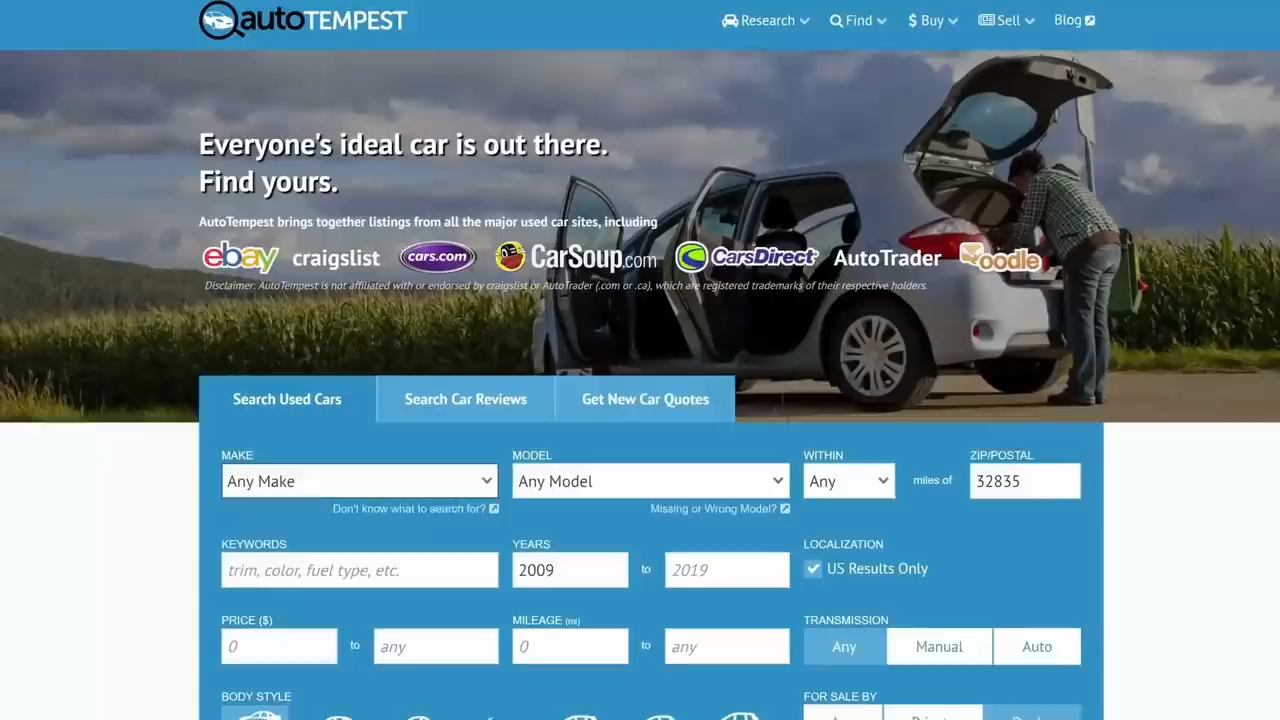 autoTEMPEST
Research
Find
$ Buy
Sell
Blog
Everyone's ideal car is out there.
Find yours.
AutoTempest brings together listings from all the major used car sites, including
ebay craigslist cars.com CarSoup.com CarsDirect AutoTrader Oodle
Disclaimer: AutoTempest is not affiliated with or endorsed by craigslist or AutoTrader (.com or .ca), which are registered trademarks of their respective holders.
Search Used Cars
Search Car Reviews
Get New Car Quotes
MAKE MODEL WITHIN ZIP/POSTAL
Any Make Any Model Any miles of 32835
Don't know what to search for? Missing or Wrong Model?
KEYWORDS YEARS LOCALIZATION
trim, color, fuel type, etc. 2009 to 2019 US Results Only
PRICE ($) MILEAGE (mi) TRANSMISSION
0 to any 0 to any Any Manual Auto
BODY STYLE FOR SALE BY